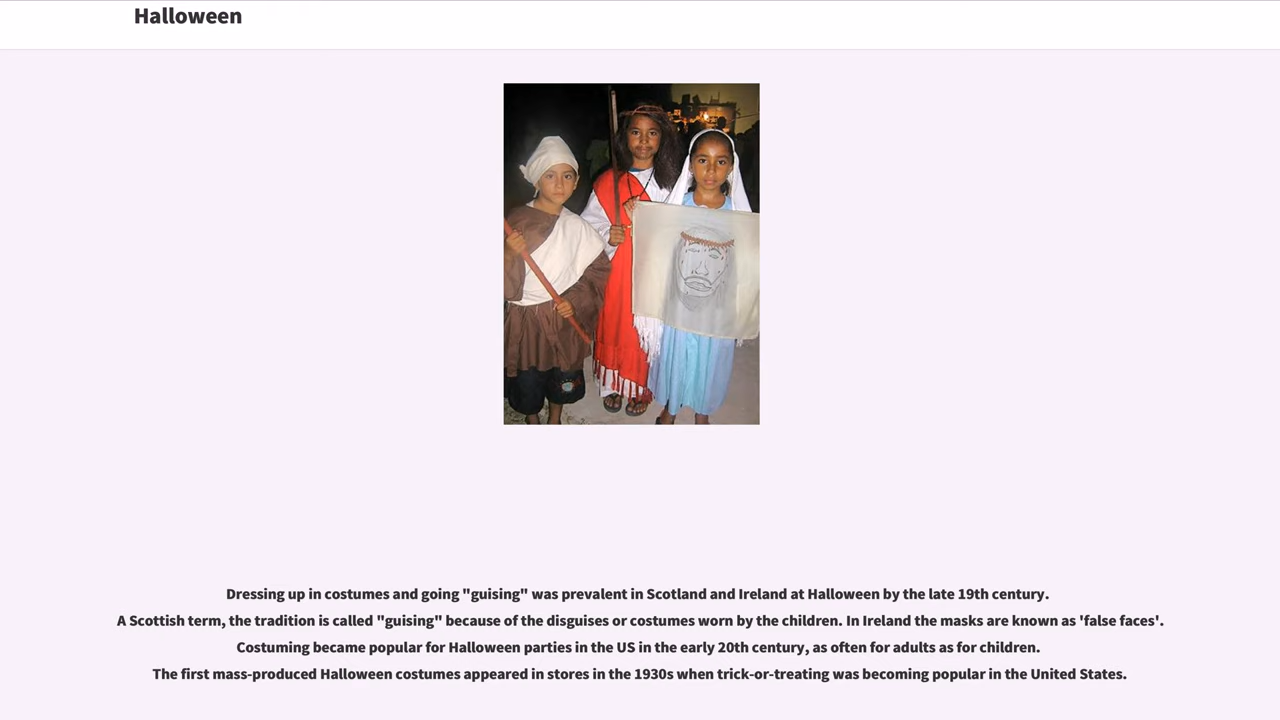 Halloween
Dressing up in costumes and going "guising" was prevalent in Scotland and Ireland at Halloween by the late 19th century.
A Scottish term, the tradition is called "guising" because of the disguises or costumes worn by the children. In Ireland the masks are known as 'false faces'.
Costuming became popular for Halloween parties in the US in the early 20th century, as often for adults as for children.
The first mass-produced Halloween costumes appeared in stores in the 1930s when trick-or-treating was becoming popular in the United States.